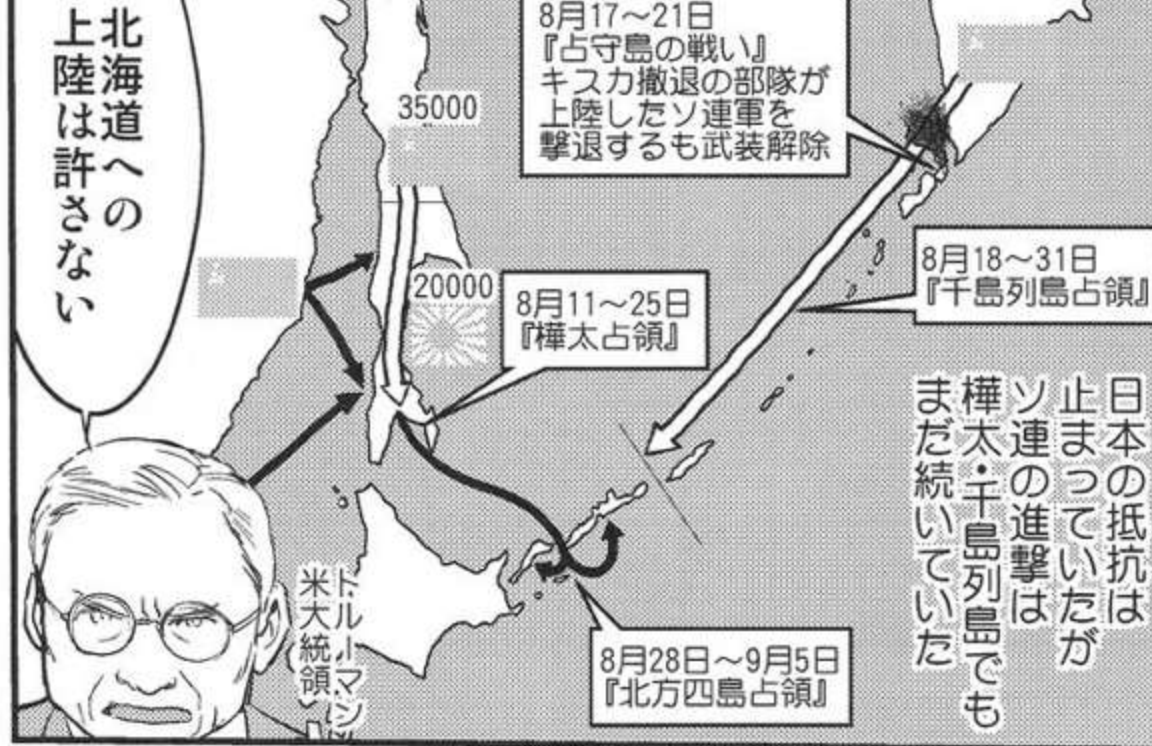 日本の抵抗は
止まっていたが
ソ連の進撃は
樺太・千島列島でも
まだ続いていた
8月17〜21日
『占守島の戦い』
キスカ撤退の部隊が
上陸したソ連軍を
撃退するも武装解除
8月18〜31日
『千島列島占領』
35000
20000
8月11〜25日
『樺太占領』
8月28日〜9月5日
『北方四島占領』
北海道への
上陸は許さない
トルーマン
米大統領